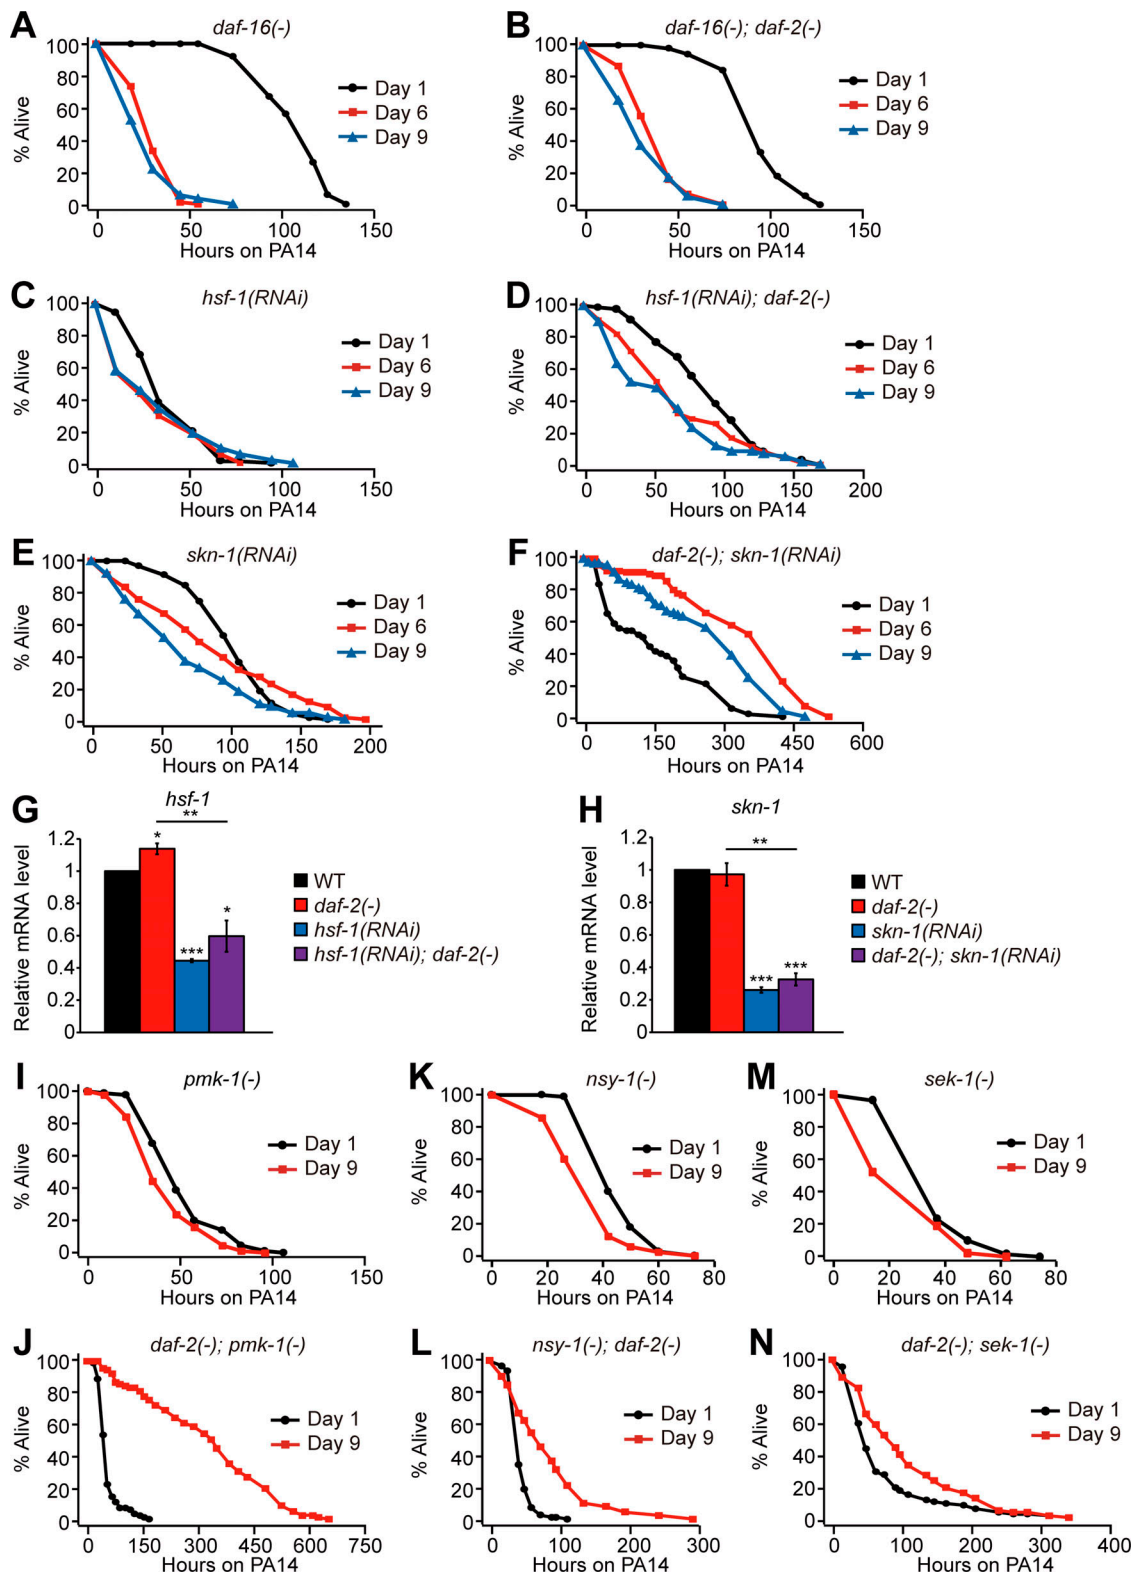 A
daf-16(-)
100
80
60
40
20
0
% Alive
Day 1
Day 6
Day 9
0 50 100 150
Hours on PA14
B
daf-16(-); daf-2(-)
100
80
60
40
20
0
% Alive
Day 1
Day 6
Day 9
0 50 100 150
Hours on PA14
C
hsf-1(RNAi)
100
80
60
40
20
0
% Alive
Day 1
Day 6
Day 9
0 50 100 150
Hours on PA14
D
hsf-1(RNAi); daf-2(-)
100
80
60
40
20
0
% Alive
Day 1
Day 6
Day 9
0 50 100 150 200
Hours on PA14
E
skn-1(RNAi)
100
80
60
40
20
0
% Alive
Day 1
Day 6
Day 9
0 50 100 150 200
Hours on PA14
F
daf-2(-); skn-1(RNAi)
100
80
60
40
20
0
% Alive
Day 1
Day 6
Day 9
0 150 300 450 600
Hours on PA14
G
hsf-1
**
*
***
*
1.2
1
0.8
0.6
0.4
0.2
0
Relative mRNA level
WT
daf-2(-)
hsf-1(RNAi)
hsf-1(RNAi); daf-2(-)
H
skn-1
**
***
***
1.2
1
0.8
0.6
0.4
0.2
0
Relative mRNA level
WT
daf-2(-)
skn-1(RNAi)
daf-2(-); skn-1(RNAi)
I
pmk-1(-)
100
80
60
40
20
0
% Alive
Day 1
Day 9
0 50 100 150
Hours on PA14
K
nsy-1(-)
100
80
60
40
20
0
% Alive
Day 1
Day 9
0 20 40 60 80
Hours on PA14
M
sek-1(-)
100
80
60
40
20
0
% Alive
Day 1
Day 9
0 20 40 60 80
Hours on PA14
J
daf-2(-); pmk-1(-)
100
80
60
40
20
0
% Alive
Day 1
Day 9
0 150 300 450 600 750
Hours on PA14
L
nsy-1(-); daf-2(-)
100
80
60
40
20
0
% Alive
Day 1
Day 9
0 100 200 300
Hours on PA14
N
daf-2(-); sek-1(-)
100
80
60
40
20
0
% Alive
Day 1
Day 9
0 100 200 300 400
Hours on PA14